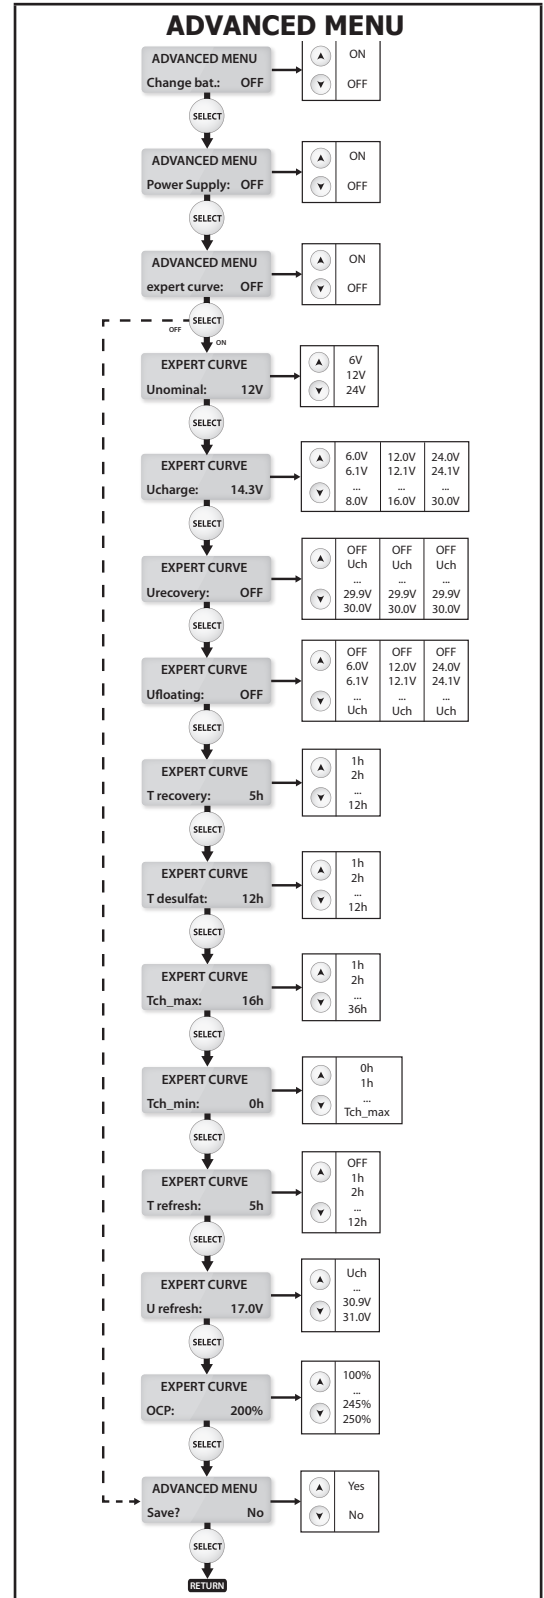 ADVANCED MENU
ADVANCED MENU
Change bat.: OFF
ON
OFF
SELECT
ADVANCED MENU
Power Supply: OFF
ON
OFF
SELECT
ADVANCED MENU
expert curve: OFF
ON
OFF
SELECT
OFF
ON
EXPERT CURVE
Unominal: 12V
6V
12V
24V
SELECT
EXPERT CURVE
Ucharge: 14.3V
6.0V 12.0V 24.0V
6.1V 12.1V 24.1V
... ... ...
8.0V 16.0V 30.0V
SELECT
EXPERT CURVE
Urecovery: OFF
OFF OFF OFF
Uch Uch Uch
... ... ...
29.9V 29.9V 29.9V
30.0V 30.0V 30.0V
SELECT
EXPERT CURVE
Ufloating: OFF
OFF OFF OFF
6.0V 12.0V 24.0V
6.1V 12.1V 24.1V
... ... ...
Uch Uch Uch
SELECT
EXPERT CURVE
T recovery: 5h
1h
2h
...
12h
SELECT
EXPERT CURVE
T desulfat: 12h
1h
2h
...
12h
SELECT
EXPERT CURVE
Tch_max: 16h
1h
2h
...
36h
SELECT
EXPERT CURVE
Tch_min: 0h
0h
1h
...
Tch_max
SELECT
EXPERT CURVE
T refresh: 5h
OFF
1h
2h
...
12h
SELECT
EXPERT CURVE
U refresh: 17.0V
Uch
...
30.9V
31.0V
SELECT
EXPERT CURVE
OCP: 200%
100%
...
245%
250%
SELECT
ADVANCED MENU
Save? No
Yes
No
SELECT
RETURN